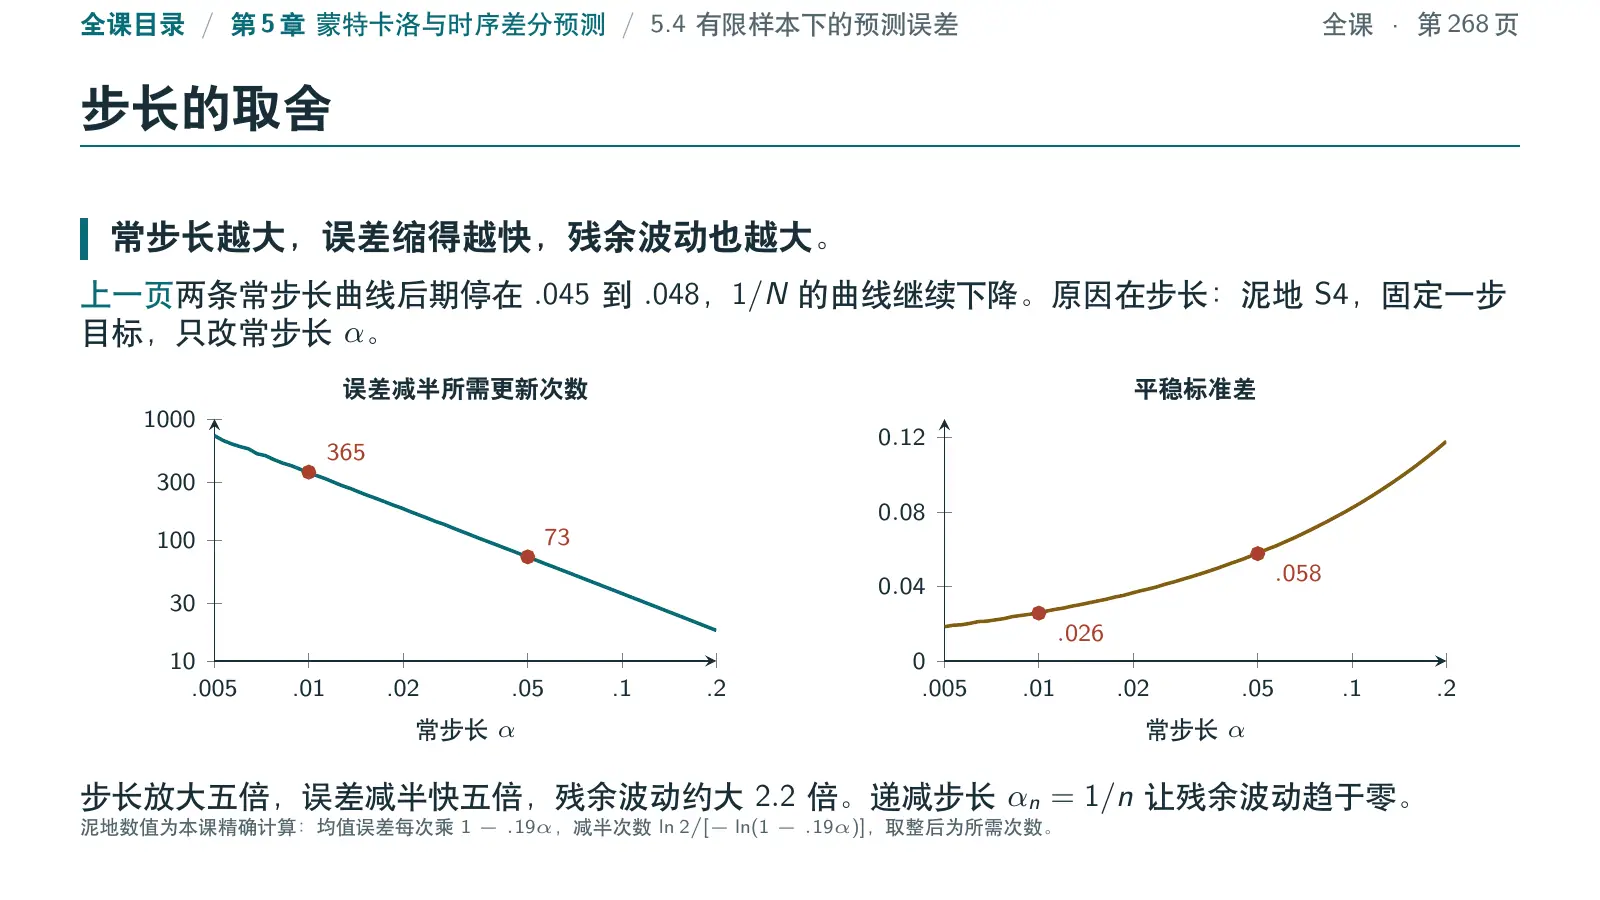 全课目录 / 第 5 章 蒙特卡洛与时序差分预测 / 5.4 有限样本下的预测误差
全课 · 第 268 页
步长的取舍
常步长越大，误差缩得越快，残余波动也越大。
上一页两条常步长曲线后期停在 .045 到 .048，1/N 的曲线继续下降。原因在步长：泥地 S4，固定一步
目标，只改常步长 α。
误差减半所需更新次数
1000
300
100
30
10
365
73
.005 .01 .02 .05 .1 .2
常步长 α
平稳标准差
0.12
0.08
0.04
0
.058
.026
.005 .01 .02 .05 .1 .2
常步长 α
步长放大五倍，误差减半快五倍，残余波动约大 2.2 倍。递减步长 αₙ = 1/n 让残余波动趋于零。
泥地数值为本课精确计算：均值误差每次乘 1 − .19α，减半次数 ln 2/[− ln(1 − .19α)]，取整后为所需次数。